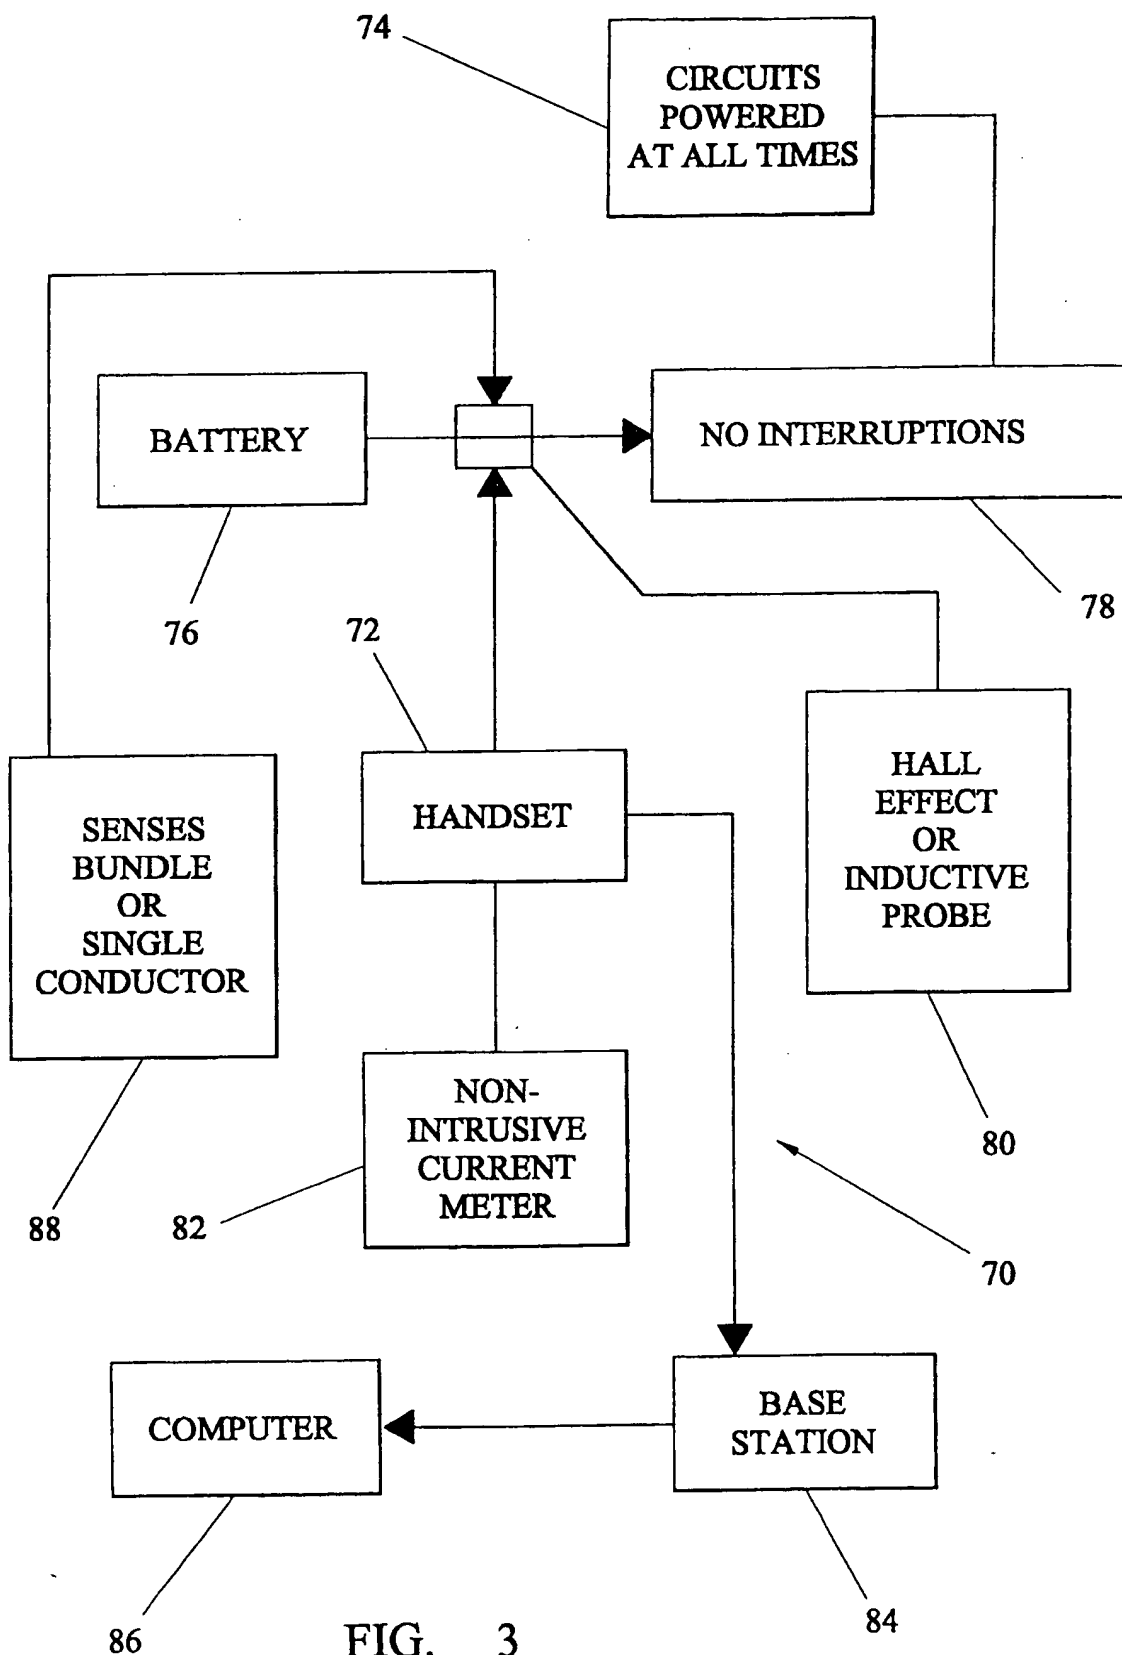 74
CIRCUITS
POWERED
AT ALL TIMES
BATTERY
NO INTERRUPTIONS
76
72
78
SENSES
BUNDLE
OR
SINGLE
CONDUCTOR
HANDSET
HALL
EFFECT
OR
INDUCTIVE
PROBE
NON-
INTRUSIVE
CURRENT
METER
88
82
80
70
COMPUTER
BASE
STATION
86
84
FIG. 3